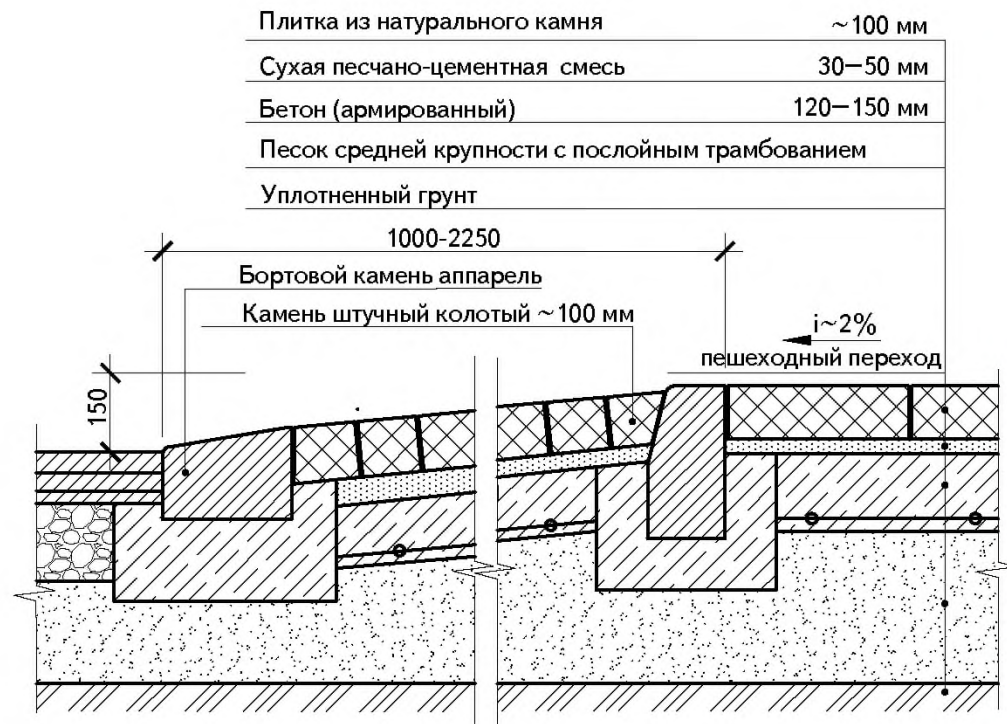 Плитка из натурального камня ~100 мм
Сухая песчано-цементная смесь 30—50 мм
Бетон (армированный) 120—150 мм
Песок средней крупности с послойным трамбованием
Уплотненный грунт
1000-2250
Бортовой камень аппарель
Камень штучный колотый ~100 мм
i~2%
пешеходный переход
150